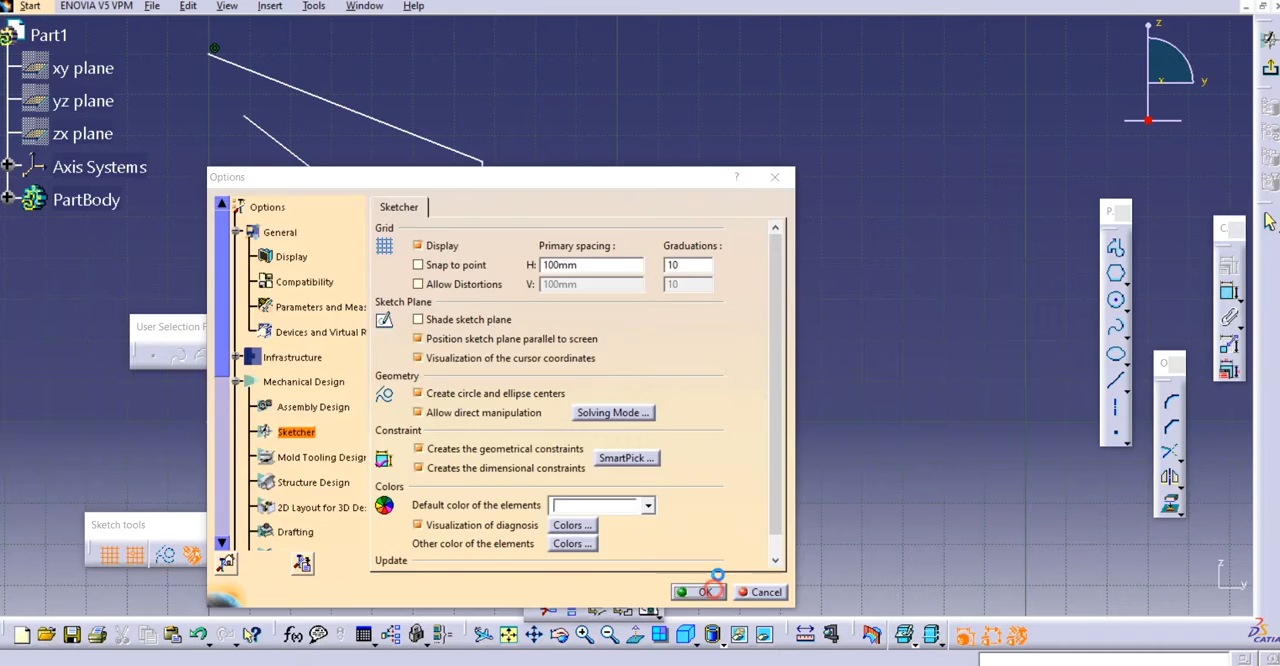 Start ENOVIA V5 VPM File Edit View Insert Tools Window Help
Part1
xy plane
yz plane
zx plane
Axis Systems
PartBody
z
x y
Options ? ×
Options
General
Display
Compatibility
Parameters and Mea
Devices and Virtual R
Infrastructure
Mechanical Design
Assembly Design
Sketcher
Mold Tooling Design
Structure Design
2D Layout for 3D De
Drafting
Sketcher
Grid
Display Primary spacing : Graduations :
Snap to point H: 100mm 10
Allow Distortions V: 100mm 10
Sketch Plane
Shade sketch plane
Position sketch plane parallel to screen
Visualization of the cursor coordinates
Geometry
Create circle and ellipse centers
Allow direct manipulation Solving Mode ...
Constraint
Creates the geometrical constraints
Creates the dimensional constraints SmartPick ...
Colors
Default color of the elements
Visualization of diagnosis Colors ...
Other color of the elements Colors ...
Update
OK Cancel
User Selection F
Sketch tools
P.
C.
O
z
y
f(x)
CATIA